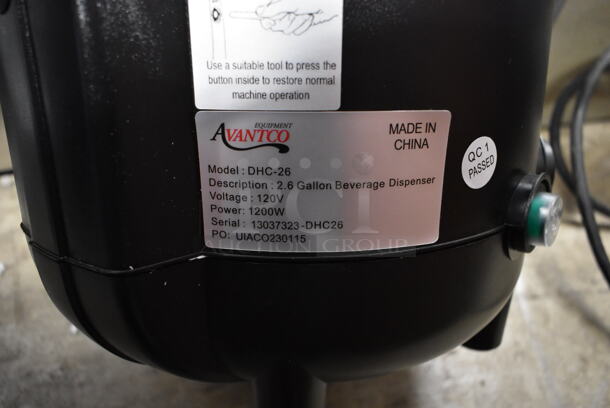 Use a suitable tool to press the
button inside to restore normal
machine operation
EQUIPMENT
AVANTCO
MADE IN
CHINA
Model : DHC-26
Description : 2.6 Gallon Beverage Dispenser
Voltage : 120V
Power: 1200W
Serial : 13037323-DHC26
PO: UIACO230115
QC 1
PASSED
AUCTION GROUP